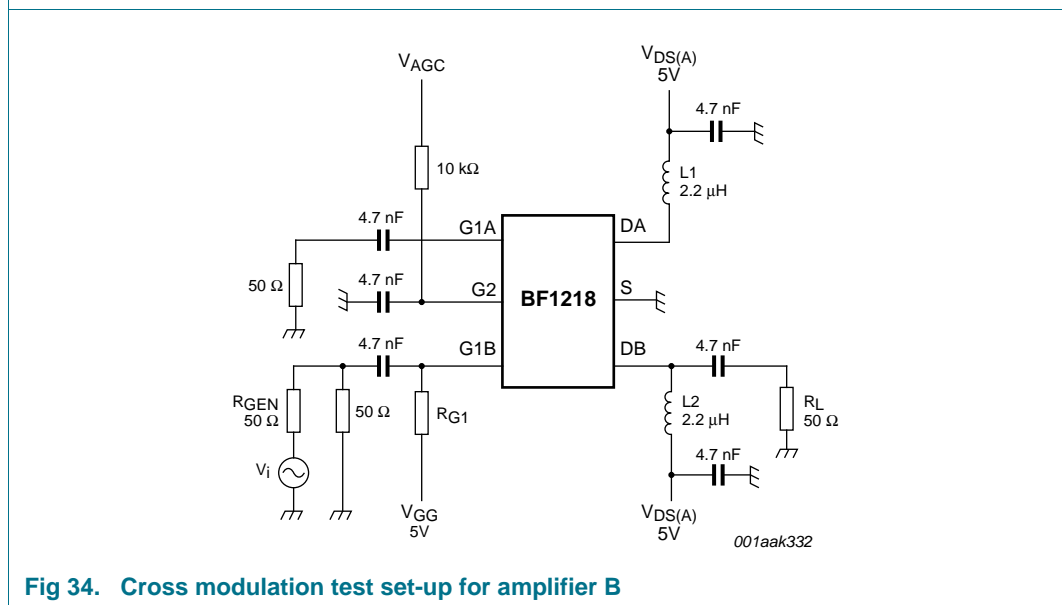 VAGC
VDS(A)
5V
4.7 nF
10 kΩ
L1
2.2 μH
4.7 nF
G1A
DA
50 Ω
4.7 nF
G2
BF1218
S
4.7 nF
G1B
DB
4.7 nF
RGEN
50 Ω
50 Ω
RG1
L2
2.2 μH
RL
50 Ω
Vi
4.7 nF
VGG
5V
VDS(A)
5V
001aak332
Fig 34. Cross modulation test set-up for amplifier B